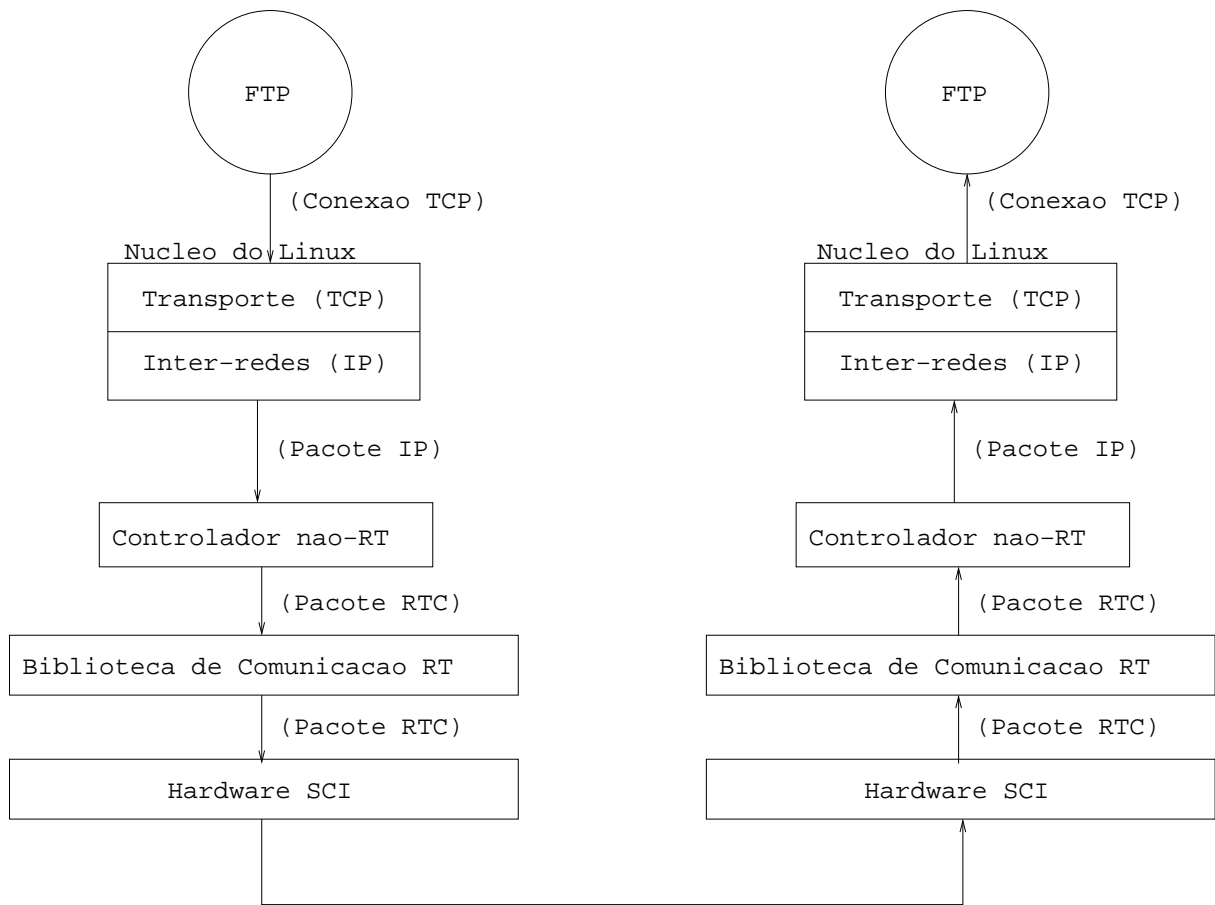 FTP
(Conexao TCP)
Nucleo do Linux
Transporte (TCP)
Inter-redes (IP)
(Pacote IP)
Controlador nao-RT
(Pacote RTC)
Biblioteca de Comunicacao RT
(Pacote RTC)
Hardware SCI
FTP
(Conexao TCP)
Nucleo do Linux
Transporte (TCP)
Inter-redes (IP)
(Pacote IP)
Controlador nao-RT
(Pacote RTC)
Biblioteca de Comunicacao RT
(Pacote RTC)
Hardware SCI